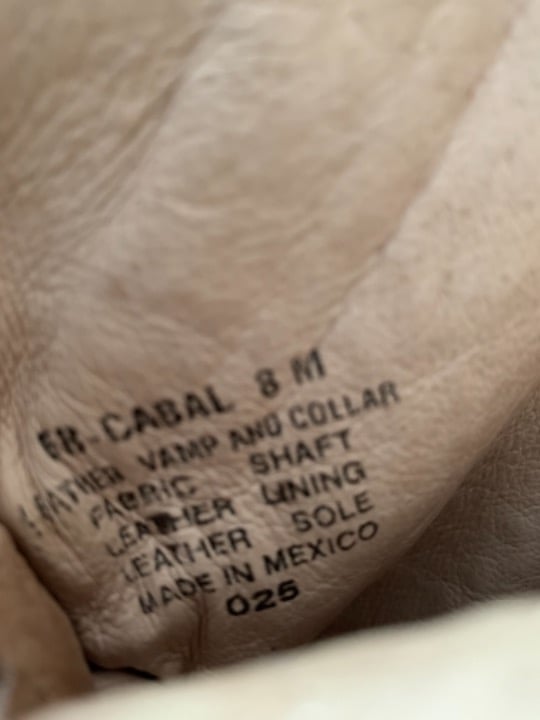 FR-CABAL 8 M
LEATHER VAMP AND COLLAR
FABRIC SHAFT
LEATHER LINING
LEATHER SOLE
MADE IN MEXICO
025